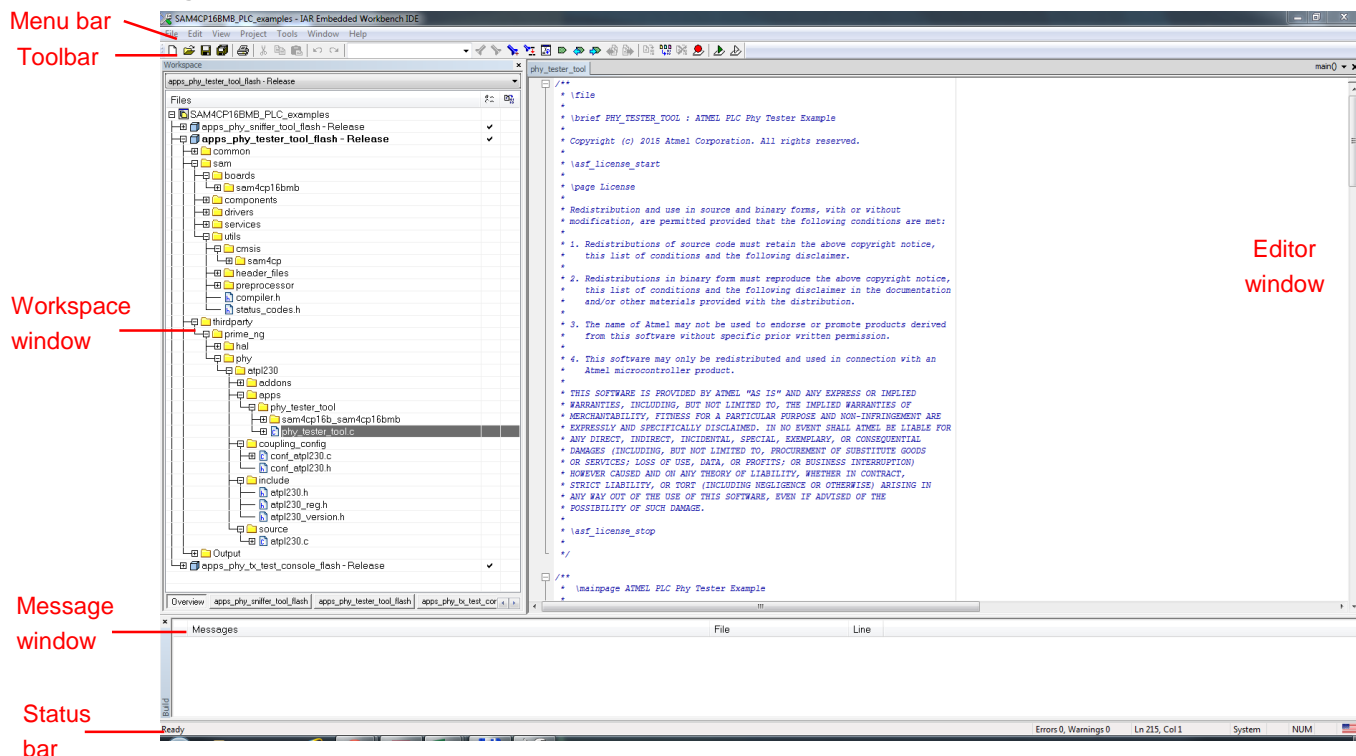 Menu bar
Toolbar
Workspace window
Message window
Status bar
Editor window
SAM4CP16BMB_PLC_examples - IAR Embedded Workbench IDE
File Edit View Project Tools Window Help
Workspace
apps_phy_tester_tool_flash - Release
Files
SAM4CP16BMB_PLC_examples
apps_phy_sniffer_tool_flash - Release
apps_phy_tester_tool_flash - Release
common
sam
boards
sam4cp16bmb
components
drivers
services
utils
cmsis
sam4cp
header_files
preprocessor
compiler.h
status_codes.h
thirdparty
prime_ng
hal
phy
atpl230
addons
apps
phy_tester_tool
sam4cp16b_sam4cp16bmb
phy_tester_tool.c
coupling_config
conf_atpl230.c
conf_atpl230.h
include
atpl230.h
atpl230_reg.h
atpl230_version.h
source
atpl230.c
Output
apps_phy_tx_test_console_flash - Release
Overview apps_phy_sniffer_tool_flash apps_phy_tester_tool_flash apps_phy_tx_test_cor
phy_tester_tool
main()
/**
* \file
*
* \brief PHY_TESTER_TOOL : ATMEL PLC Phy Tester Example
*
* Copyright (c) 2015 Atmel Corporation. All rights reserved.
*
* \asf_license_start
*
* \page License
*
* Redistribution and use in source and binary forms, with or without
* modification, are permitted provided that the following conditions are met:
*
* 1. Redistributions of source code must retain the above copyright notice,
* this list of conditions and the following disclaimer.
*
* 2. Redistributions in binary form must reproduce the above copyright notice,
* this list of conditions and the following disclaimer in the documentation
* and/or other materials provided with the distribution.
*
* 3. The name of Atmel may not be used to endorse or promote products derived
* from this software without specific prior written permission.
*
* 4. This software may only be redistributed and used in connection with an
* Atmel microcontroller product.
*
* THIS SOFTWARE IS PROVIDED BY ATMEL "AS IS" AND ANY EXPRESS OR IMPLIED
* WARRANTIES, INCLUDING, BUT NOT LIMITED TO, THE IMPLIED WARRANTIES OF
* MERCHANTABILITY, FITNESS FOR A PARTICULAR PURPOSE AND NON-INFRINGEMENT ARE
* EXPRESSLY AND SPECIFICALLY DISCLAIMED. IN NO EVENT SHALL ATMEL BE LIABLE FOR
* ANY DIRECT, INDIRECT, INCIDENTAL, SPECIAL, EXEMPLARY, OR CONSEQUENTIAL
* DAMAGES (INCLUDING, BUT NOT LIMITED TO, PROCUREMENT OF SUBSTITUTE GOODS
* OR SERVICES; LOSS OF USE, DATA, OR PROFITS; OR BUSINESS INTERRUPTION)
* HOWEVER CAUSED AND ON ANY THEORY OF LIABILITY, WHETHER IN CONTRACT,
* STRICT LIABILITY, OR TORT (INCLUDING NEGLIGENCE OR OTHERWISE) ARISING IN
* ANY WAY OUT OF THE USE OF THIS SOFTWARE, EVEN IF ADVISED OF THE
* POSSIBILITY OF SUCH DAMAGE.
*
* \asf_license_stop
*
*/
/**
* \mainpage ATMEL PLC Phy Tester Example
Messages File Line
Build
Ready Errors 0, Warnings 0 Ln 215, Col 1 System NUM